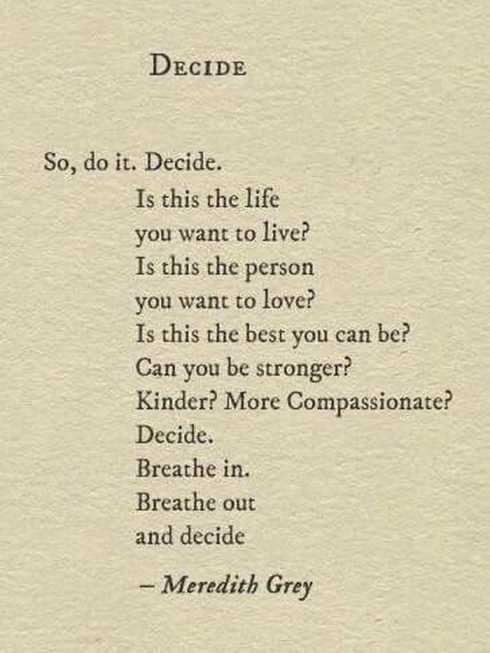 DECIDE
So, do it. Decide.
Is this the life
you want to live?
Is this the person
you want to love?
Is this the best you can be?
Can you be stronger?
Kinder? More Compassionate?
Decide.
Breathe in.
Breathe out
and decide
– Meredith Grey